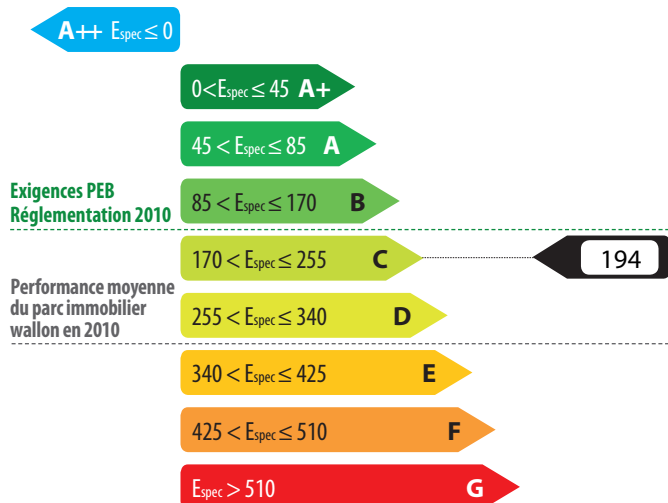 A++ Espec ≤ 0
0<Espec ≤ 45 A+
45 < Espec ≤ 85 A
Exigences PEB
Réglementation 2010
85 < Espec ≤ 170 B
170 < Espec ≤ 255 C
194
Performance moyenne
du parc immobilier
wallon en 2010
255 < Espec ≤ 340 D
340 < Espec ≤ 425 E
425 < Espec ≤ 510 F
Espec > 510 G